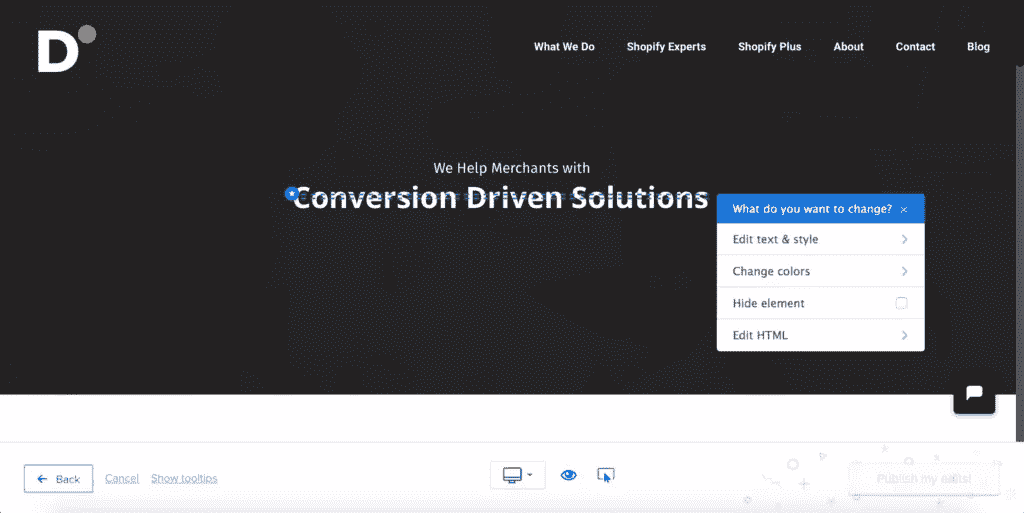 D
What We Do Shopify Experts Shopify Plus About Contact Blog
We Help Merchants with
Conversion Driven Solutions
What do you want to change? ×
Edit text & style
Change colors
Hide element
Edit HTML
Back Cancel Show tooltips Publish my edits!